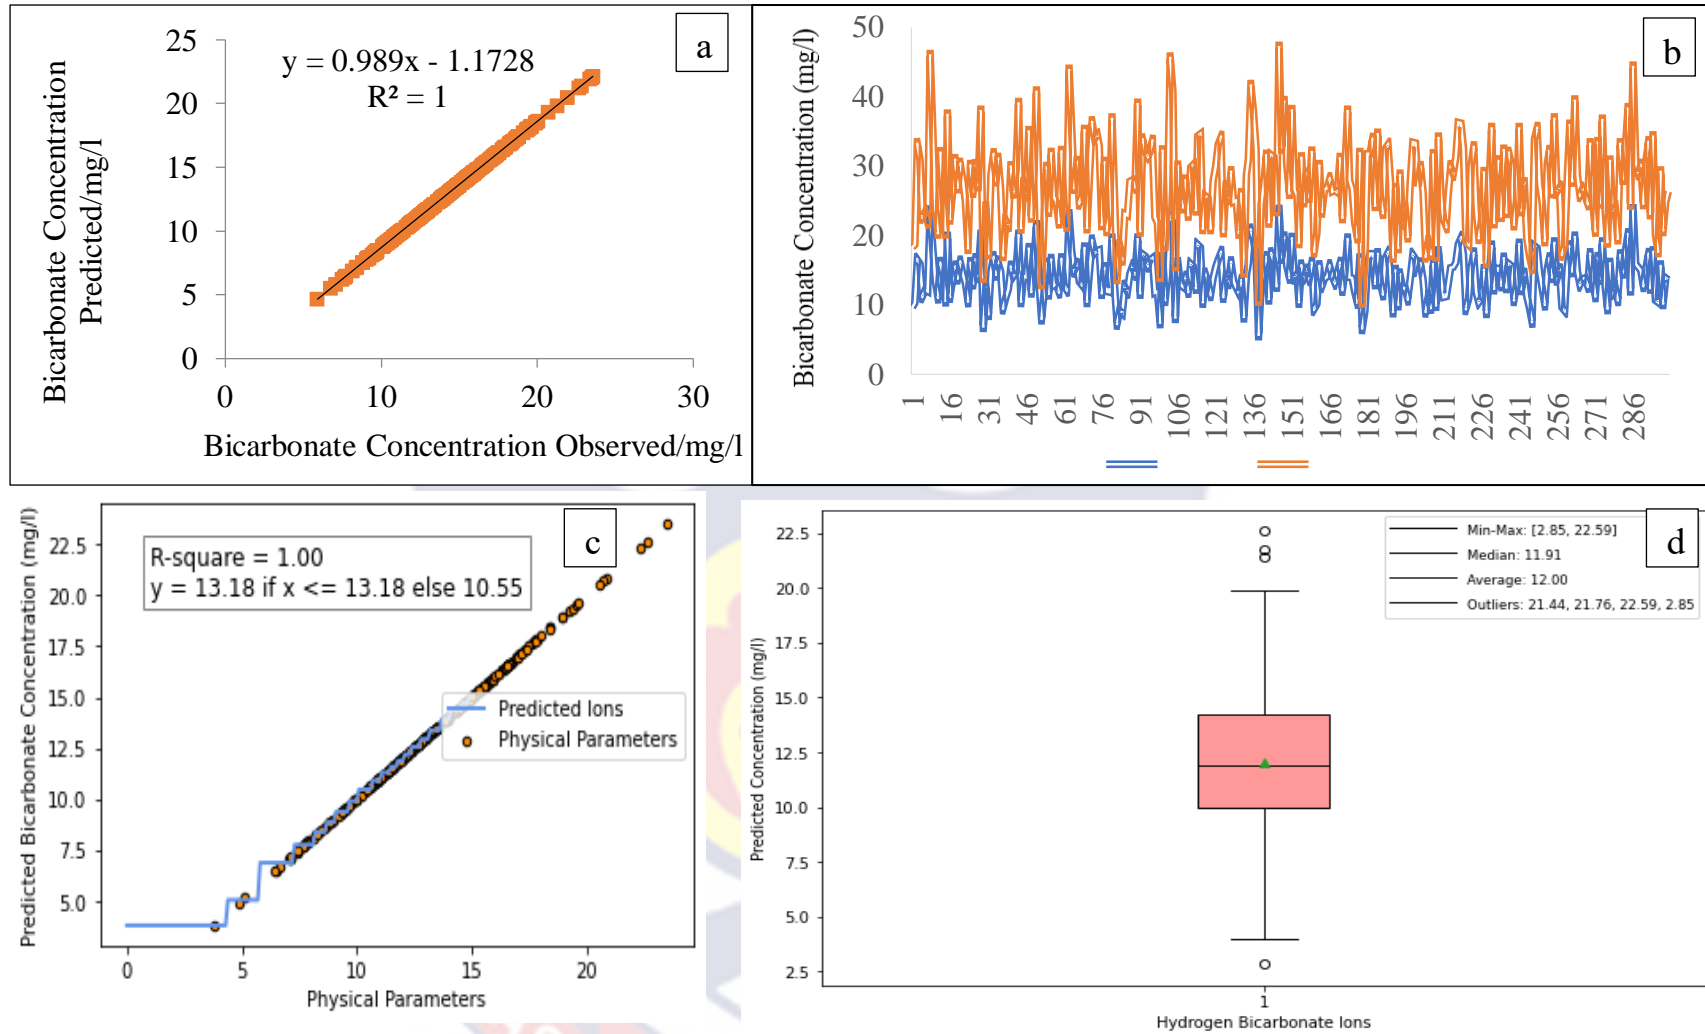 a
Bicarbonate Concentration
Predicted/mg/l
25
20
15
10
5
0
y = 0.989x - 1.1728
R² = 1
0
10
20
30
Bicarbonate Concentration Observed/mg/l
b
Bicarbonate Concentration (mg/l)
50
40
30
20
10
0
1
16
31
46
61
76
91
106
121
136
151
166
181
196
211
226
241
256
271
286
c
Predicted Bicarbonate Concentration (mg/l)
22.5
20.0
17.5
15.0
12.5
10.0
7.5
5.0
R-square = 1.00
y = 13.18 if x <= 13.18 else 10.55
Predicted Ions
Physical Parameters
0
5
10
15
20
Physical Parameters
d
Predicted Concentration (mg/l)
22.5
20.0
17.5
15.0
12.5
10.0
7.5
5.0
2.5
Min-Max: [2.85, 22.59]
Median: 11.91
Average: 12.00
Outliers: 21.44, 21.76, 22.59, 2.85
1
Hydrogen Bicarbonate Ions